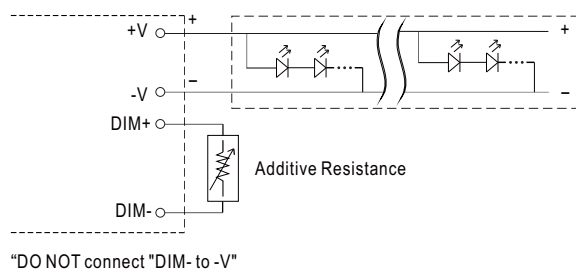 +V
+
+
-V
–
–
DIM+
Additive Resistance
DIM-
“DO NOT connect "DIM- to -V"